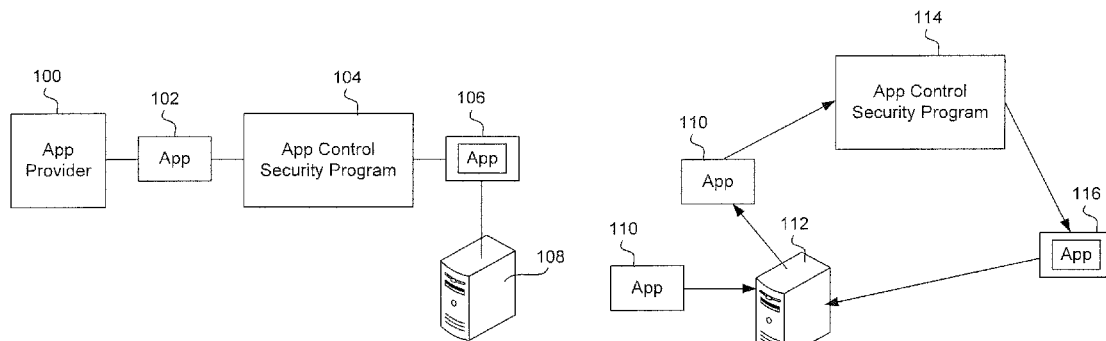 100
App
Provider
102
App
104
App Control
Security Program
106
App
108
110
App
110
App
112
114
App Control
Security Program
116
App